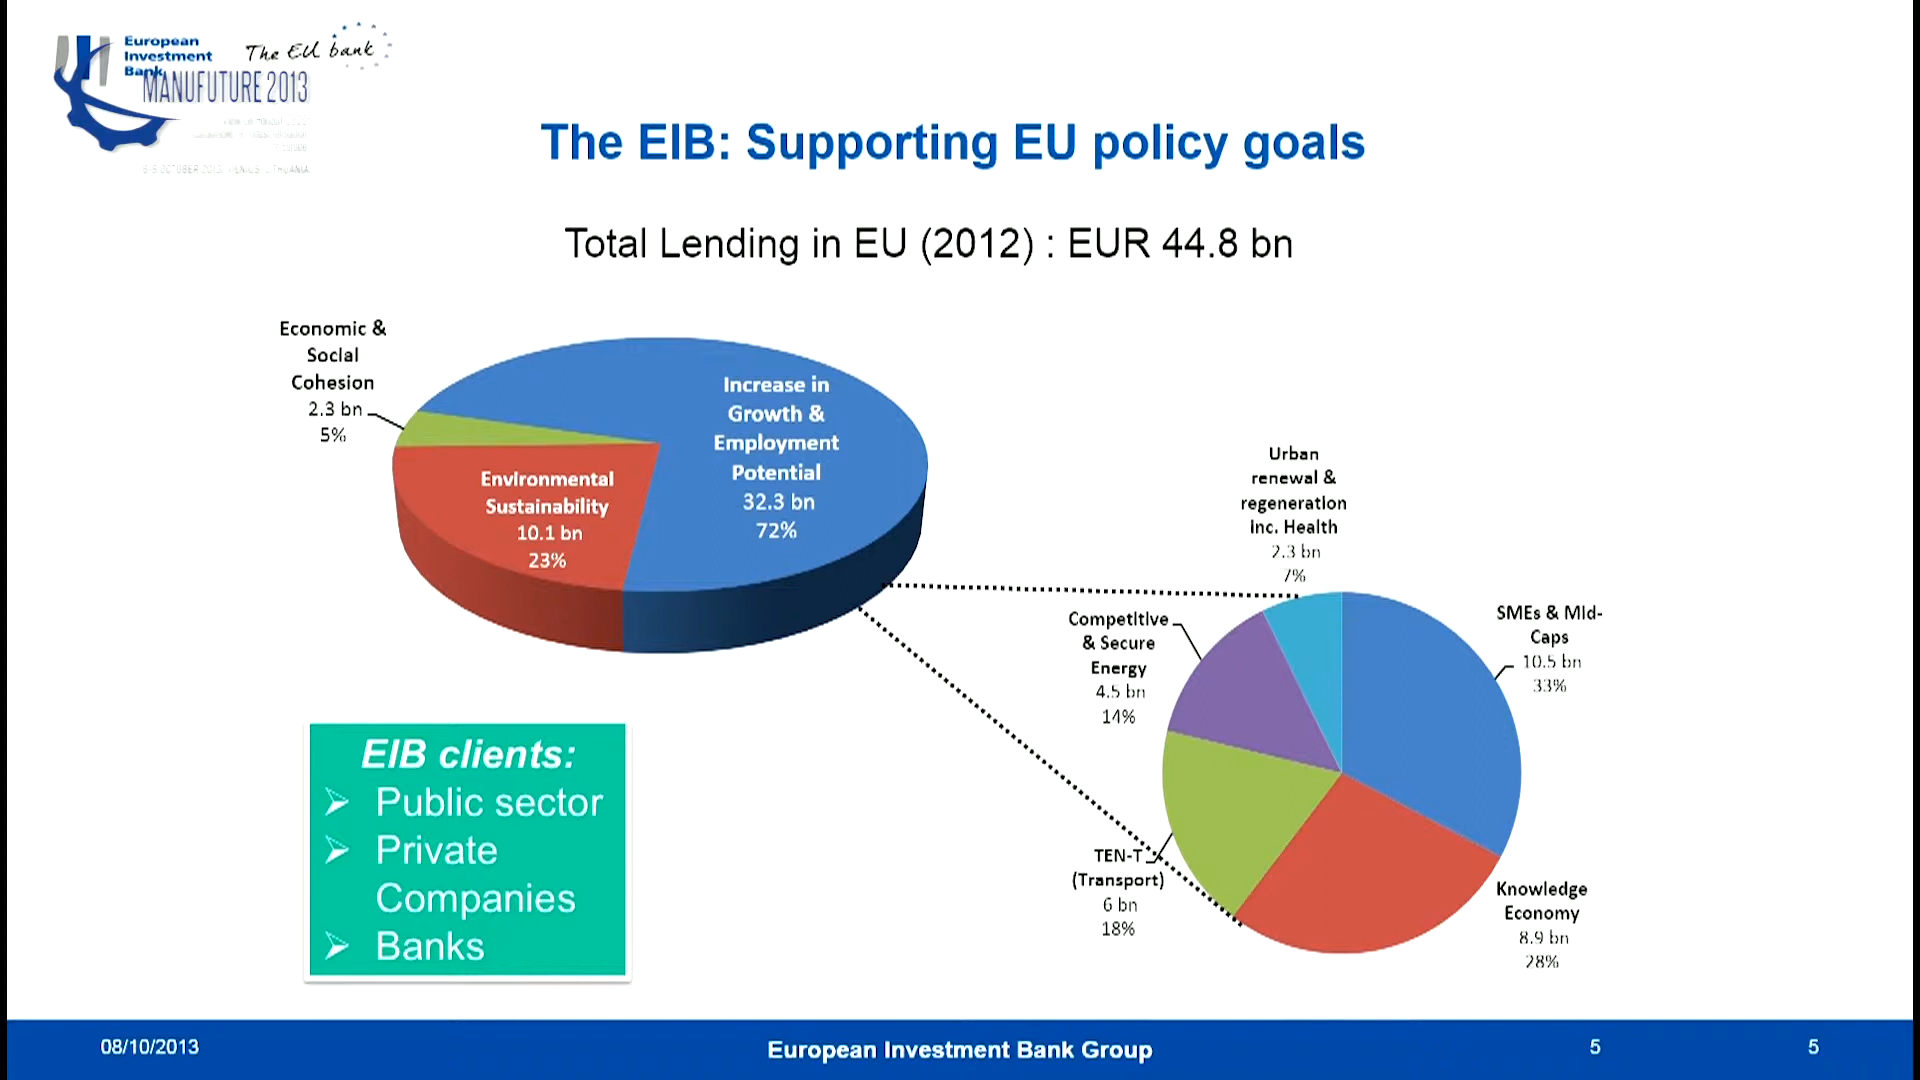 European
Investment
Bank
The EU bank
MANUFUTURE 2013
The EIB: Supporting EU policy goals
Total Lending in EU (2012) : EUR 44.8 bn
Economic &
Social
Cohesion
2.3 bn
5%
Increase in
Growth &
Employment
Potential
32.3 bn
72%
Environmental
Sustainability
10.1 bn
23%
Urban
renewal &
regeneration
inc. Health
2.3 bn
7%
Competitive
& Secure
Energy
4.5 bn
14%
SMEs & Mid-
Caps
10.5 bn
33%
TEN-T
(Transport)
6 bn
18%
Knowledge
Economy
8.9 bn
28%
EIB clients:
➢ Public sector
➢ Private
Companies
➢ Banks
08/10/2013
European Investment Bank Group
5
5